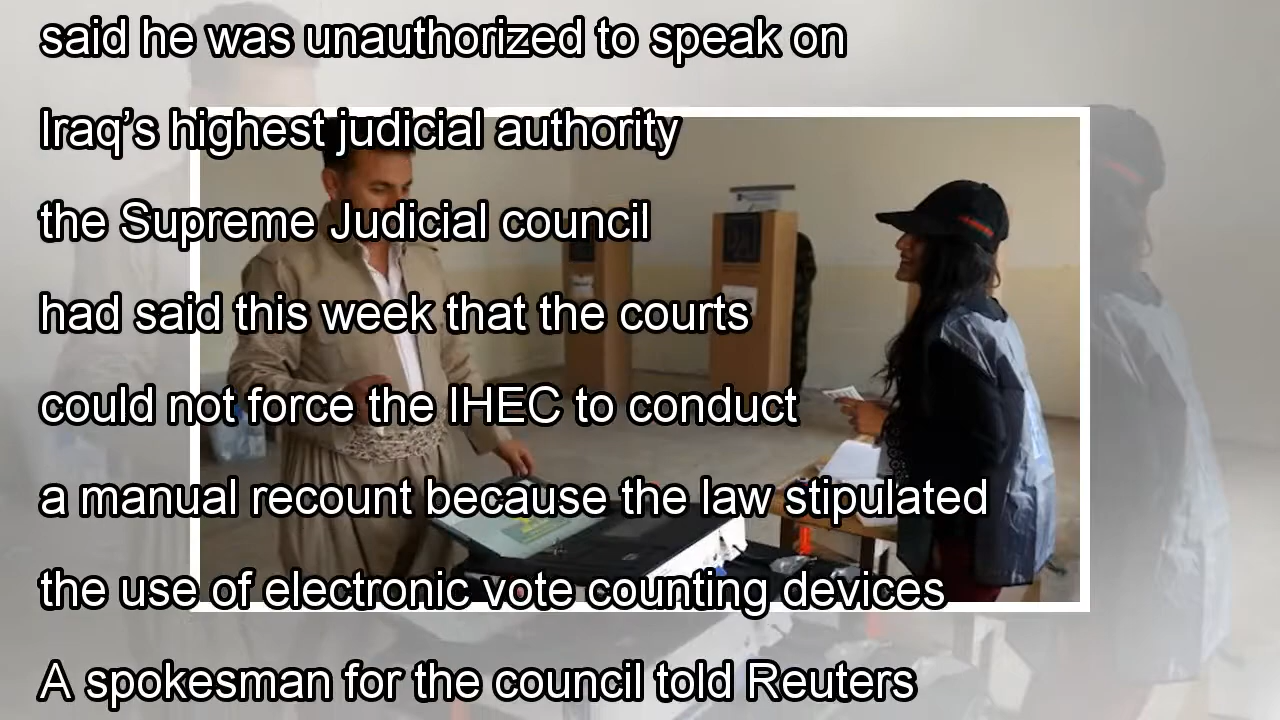 said he was unauthorized to speak on
Iraq’s highest judicial authority
the Supreme Judicial council
had said this week that the courts
could not force the IHEC to conduct
a manual recount because the law stipulated
the use of electronic vote counting devices
A spokesman for the council told Reuters